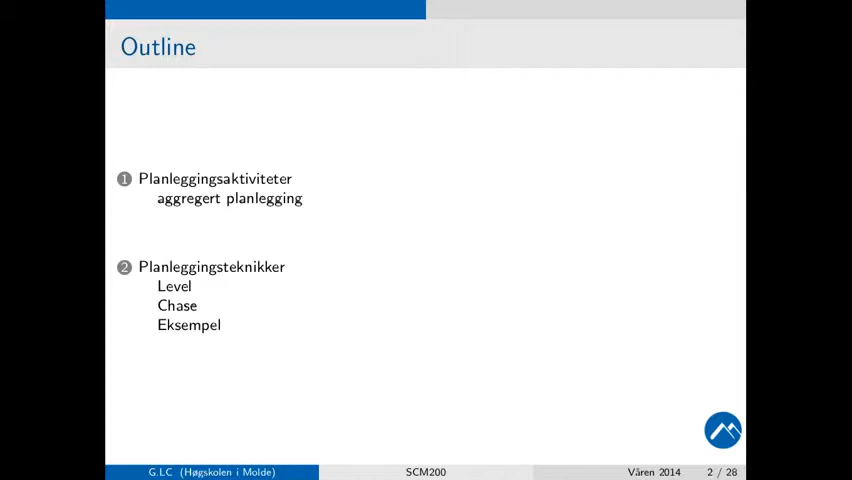 Outline
1 Planleggingsaktiviteter
aggregert planlegging
2 Planleggingsteknikker
Level
Chase
Eksempel
G.LC (Høgskolen i Molde) SCM200 Våren 2014 2 / 28